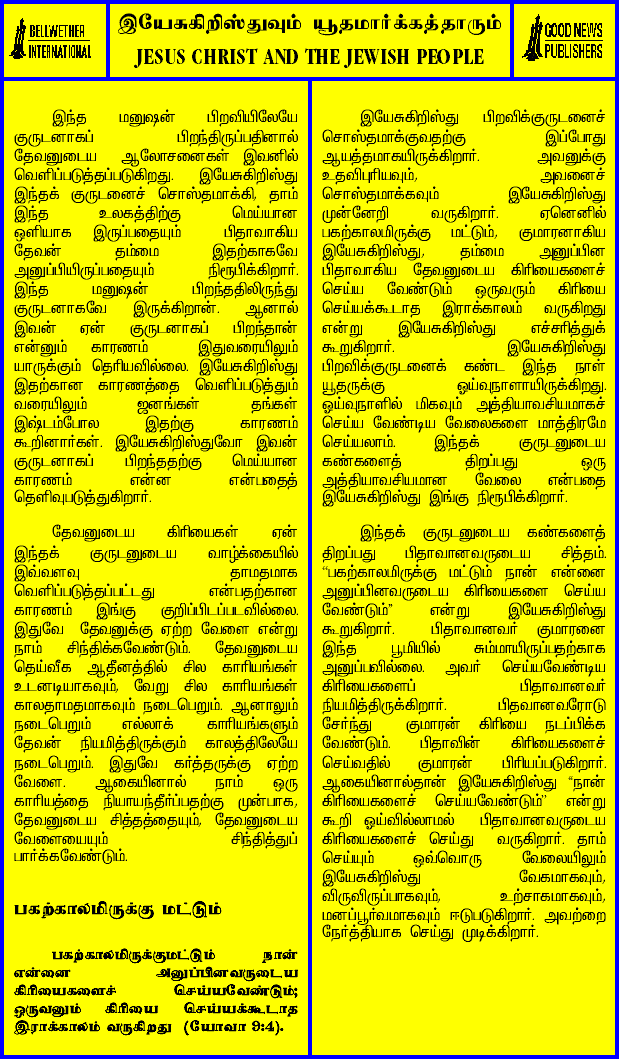 BELLWETHER
INTERNATIONAL
இயேசுகிறிஸ்துவும் யூதமார்க்கத்தாரும்
JESUS CHRIST AND THE JEWISH PEOPLE
GOOD NEWS
PUBLISHERS
இந்த மனுஷன் பிறவியிலேயே
குருடனாகப் பிறந்திருப்பதினால்
தேவனுடைய ஆலோசனைகள் இவனில்
வெளிப்படுத்தப்படுகிறது. இயேசுகிறிஸ்து
இந்தக் குருடனைச் சொஸ்தமாக்கி, தாம்
இந்த உலகத்திற்கு மெய்யான
ஒளியாக இருப்பதையும் பிதாவாகிய
தேவன் தம்மை இதற்காகவே
அனுப்பியிருப்பதையும் நிரூபிக்கிறார்.
இந்த மனுஷன் பிறந்ததிலிருந்து
குருடனாகவே இருக்கிறான். ஆனால்
இவன் ஏன் குருடனாகப் பிறந்தான்
என்னும் காரணம் இதுவரையிலும்
யாருக்கும் தெரியவில்லை. இயேசுகிறிஸ்து
இதற்கான காரணத்தை வெளிப்படுத்தும்
வரையிலும் ஜனங்கள் தங்கள்
இஷ்டம்போல இதற்கு காரணம்
கூறினார்கள். இயேசுகிறிஸ்துவோ இவன்
குருடனாகப் பிறந்ததற்கு மெய்யான
காரணம் என்ன என்பதைத்
தெளிவுபடுத்துகிறார்.
தேவனுடைய கிரியைகள் ஏன்
இந்தக் குருடனுடைய வாழ்க்கையில்
இவ்வளவு தாமதமாக
வெளிப்படுத்தப்பட்டது என்பதற்கான
காரணம் இங்கு குறிப்பிடப்படவில்லை.
இதுவே தேவனுக்கு ஏற்ற வேளை என்று
நாம் சிந்திக்கவேண்டும். தேவனுடைய
தெய்வீக ஆதீனத்தில் சில காரியங்கள்
உடனடியாகவும், வேறு சில காரியங்கள்
காலதாமதமாகவும் நடைபெறும். ஆனாலும்
நடைபெறும் எல்லாக் காரியங்களும்
தேவன் நியமித்திருக்கும் காலத்திலேயே
நடைபெறும். இதுவே கர்த்தருக்கு ஏற்ற
வேளை. ஆகையினால் நாம் ஒரு
காரியத்தை நியாயந்தீர்ப்பதற்கு முன்பாக,
தேவனுடைய சித்தத்தையும், தேவனுடைய
வேளையையும் சிந்தித்துப்
பார்க்கவேண்டும்.
பகற்காலமிருக்கு மட்டும்
பகற்காலமிருக்குமட்டும் நான்
என்னை அனுப்பினவருடைய
கிரியைகளைச் செய்யவேண்டும்;
ஒருவனும் கிரியை செய்யக்கூடாத
இராக்காலம் வருகிறது (யோவா 9:4).
இயேசுகிறிஸ்து பிறவிக்குருடனைச்
சொஸ்தமாக்குவதற்கு இப்போது
ஆயத்தமாகயிருக்கிறார். அவனுக்கு
உதவிபுரியவும், அவனைச்
சொஸ்தமாக்கவும் இயேசுகிறிஸ்து
முன்னேறி வருகிறார். ஏனெனில்
பகற்காலமிருக்கு மட்டும், குமாரனாகிய
இயேசுகிறிஸ்து, தம்மை அனுப்பின
பிதாவாகிய தேவனுடைய கிரியைகளைச்
செய்ய வேண்டும் ஒருவரும் கிரியை
செய்யக்கூடாத இராக்காலம் வருகிறது
என்று இயேசுகிறிஸ்து எச்சரித்துக்
கூறுகிறார். இயேசுகிறிஸ்து
பிறவிக்குருடனைக் கண்ட இந்த நாள்
யூதருக்கு ஓய்வுநாளாயிருக்கிறது.
ஓய்வுநாளில் மிகவும் அத்தியாவசியமாகச்
செய்ய வேண்டிய வேலைகளை மாத்திரமே
செய்யலாம். இந்தக் குருடனுடைய
கண்களைத் திறப்பது ஒரு
அத்தியாவசியமான வேலை என்பதை
இயேசுகிறிஸ்து இங்கு நிரூபிக்கிறார்.
இந்தக் குருடனுடைய கண்களைத்
திறப்பது பிதாவானவருடைய சித்தம்.
“பகற்காலமிருக்கு மட்டும் நான் என்னை
அனுப்பினவருடைய கிரியைகளை செய்ய
வேண்டும்” என்று இயேசுகிறிஸ்து
கூறுகிறார். பிதாவானவர் குமாரனை
இந்த பூமியில் சும்மாயிருப்பதற்காக
அனுப்பவில்லை. அவர் செய்யவேண்டிய
கிரியைகளைப் பிதாவானவர்
நியமித்திருக்கிறார். பிதவானவரோடு
சேர்ந்து குமாரன் கிரியை நடப்பிக்க
வேண்டும். பிதாவின் கிரியைகளைச்
செய்வதில் குமாரன் பிரியப்படுகிறார்.
ஆகையினால்தான் இயேசுகிறிஸ்து “நான்
கிரியைகளைச் செய்யவேண்டும்” என்று
கூறி ஓய்வில்லாமல் பிதாவானவருடைய
கிரியைகளைச் செய்து வருகிறார். தாம்
செய்யும் ஒவ்வொரு வேலையிலும்
இயேசுகிறிஸ்து வேகமாகவும்,
விருவிருப்பாகவும், உற்சாகமாகவும்,
மனப்பூர்வமாகவும் ஈடுபடுகிறார். அவற்றை
நேர்த்தியாக செய்து முடிக்கிறார்.